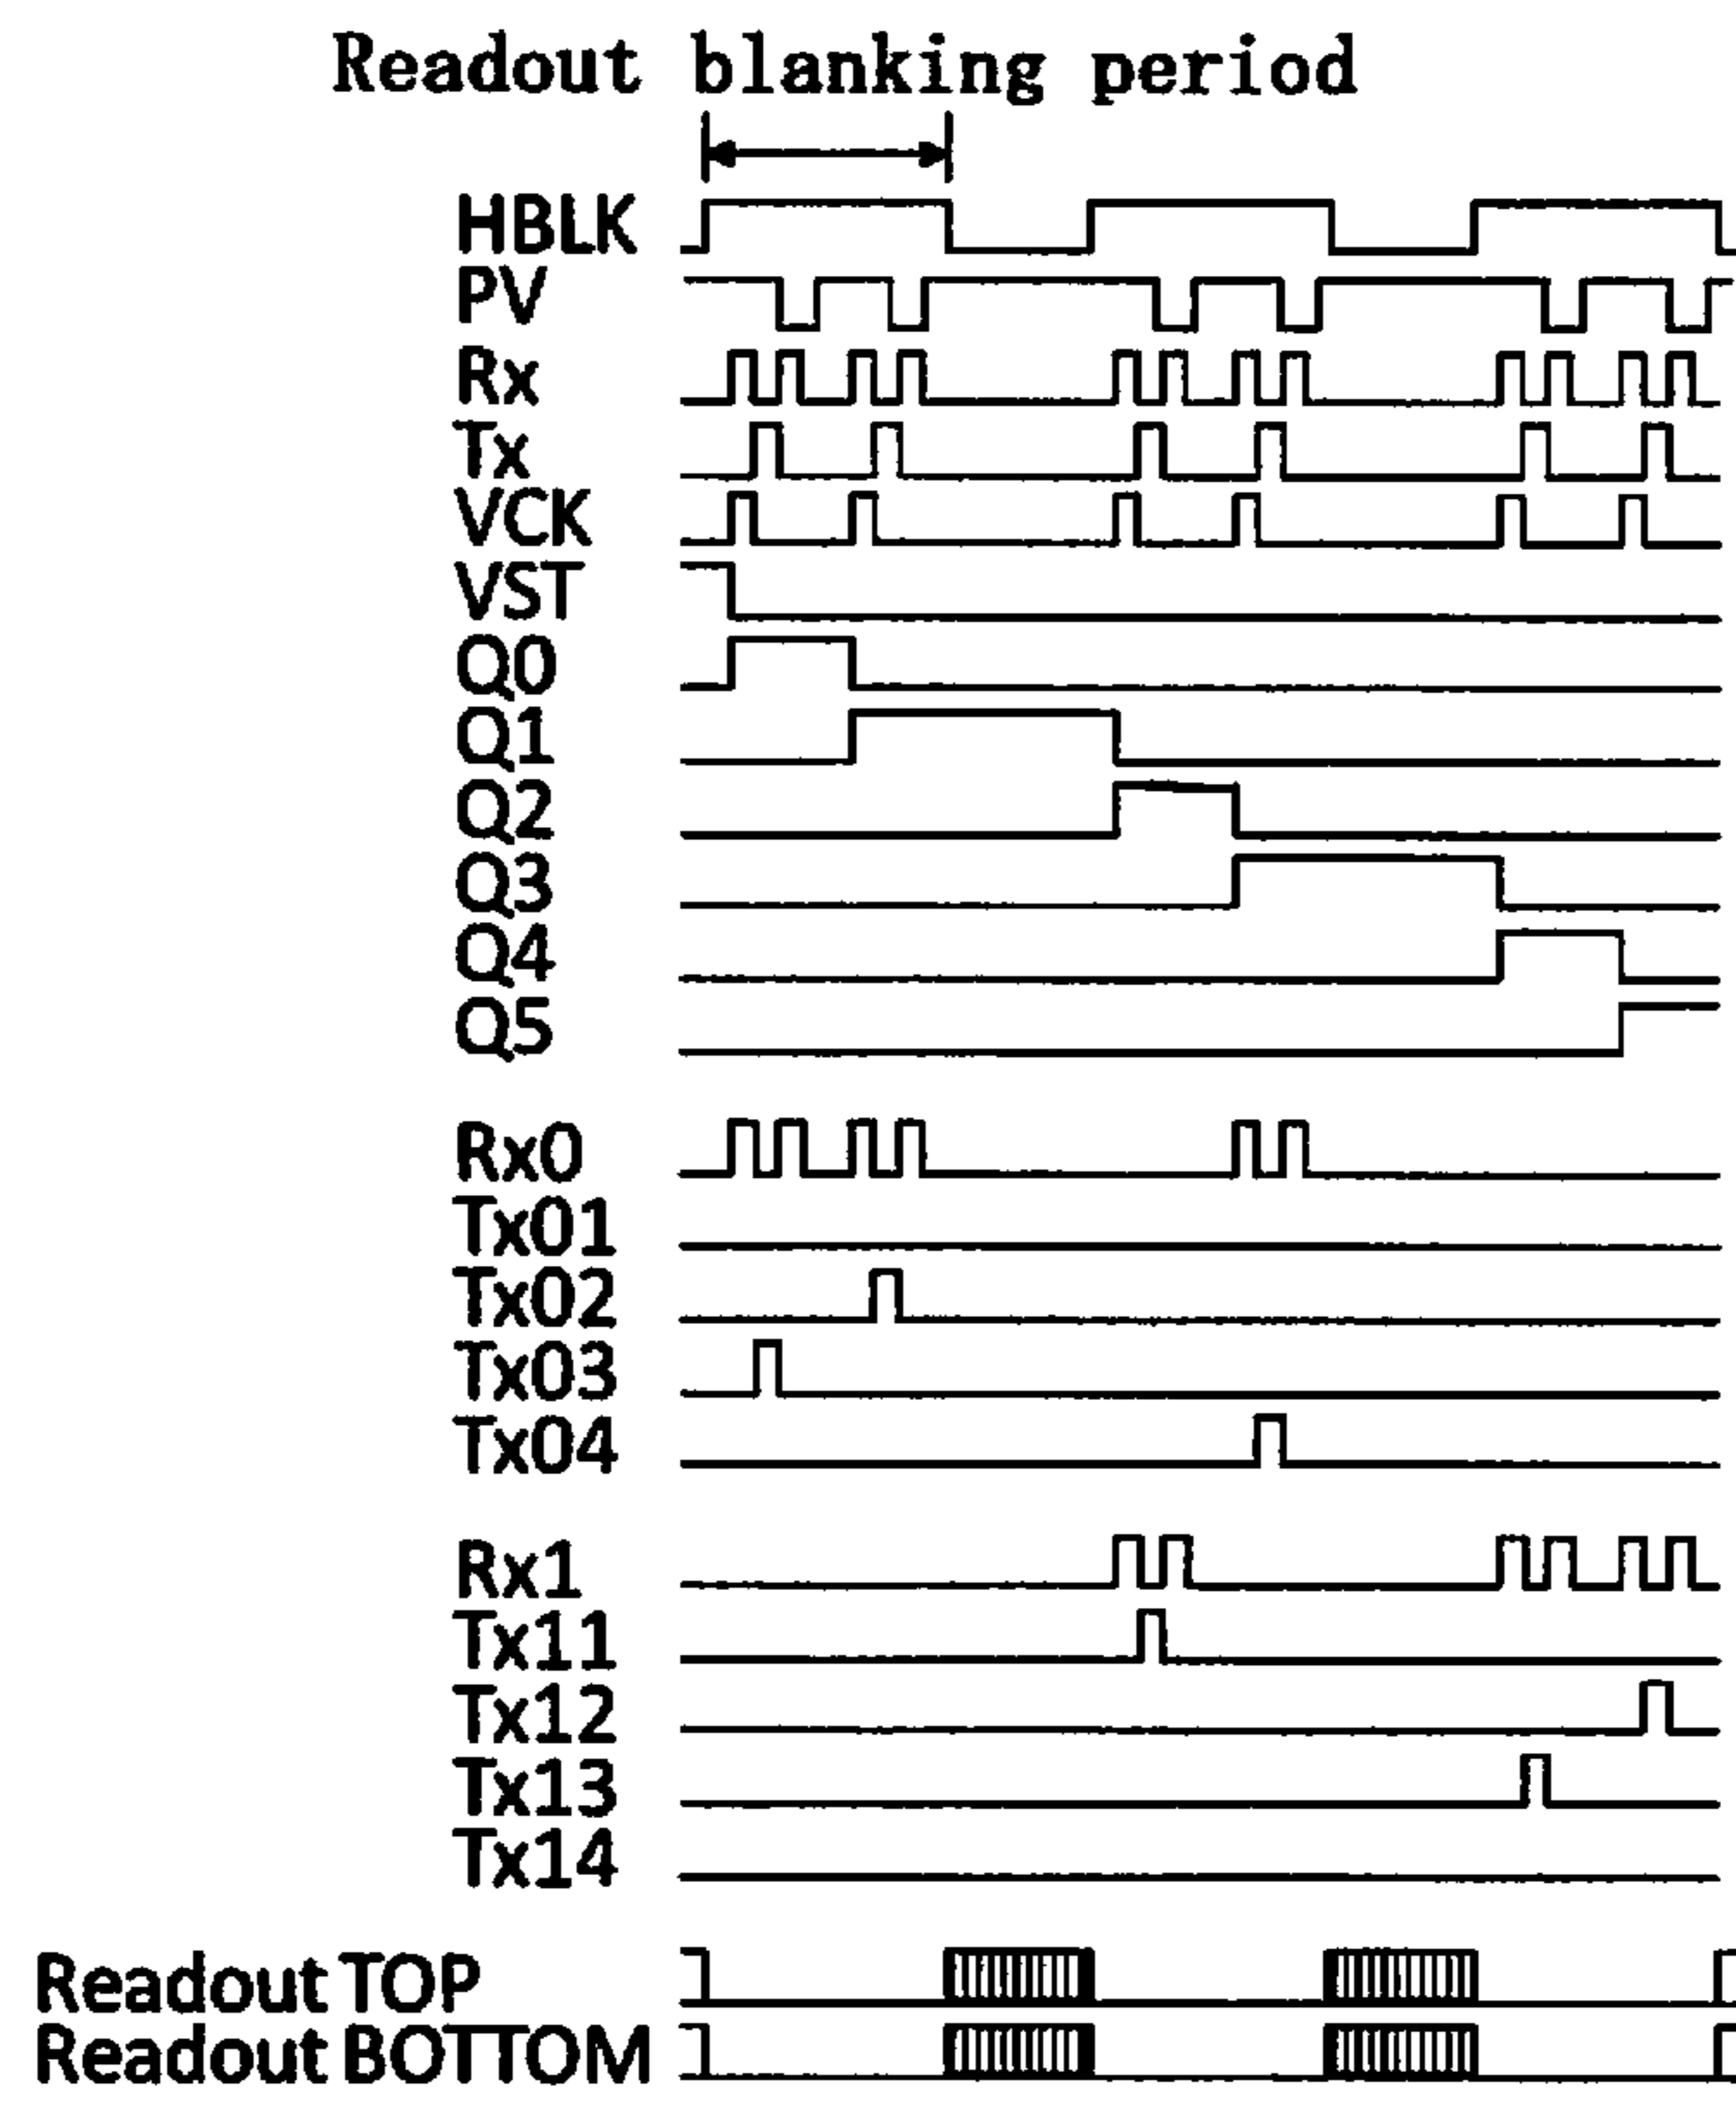 Readout blanking period
HBLK
PV
Rx
Tx
VCK
VST
Q0
Q1
Q2
Q3
Q4
Q5
Rx0
Tx01
Tx02
Tx03
Tx04
Rx1
Tx11
Tx12
Tx13
Tx14
Readout TOP
Readout BOTTOM